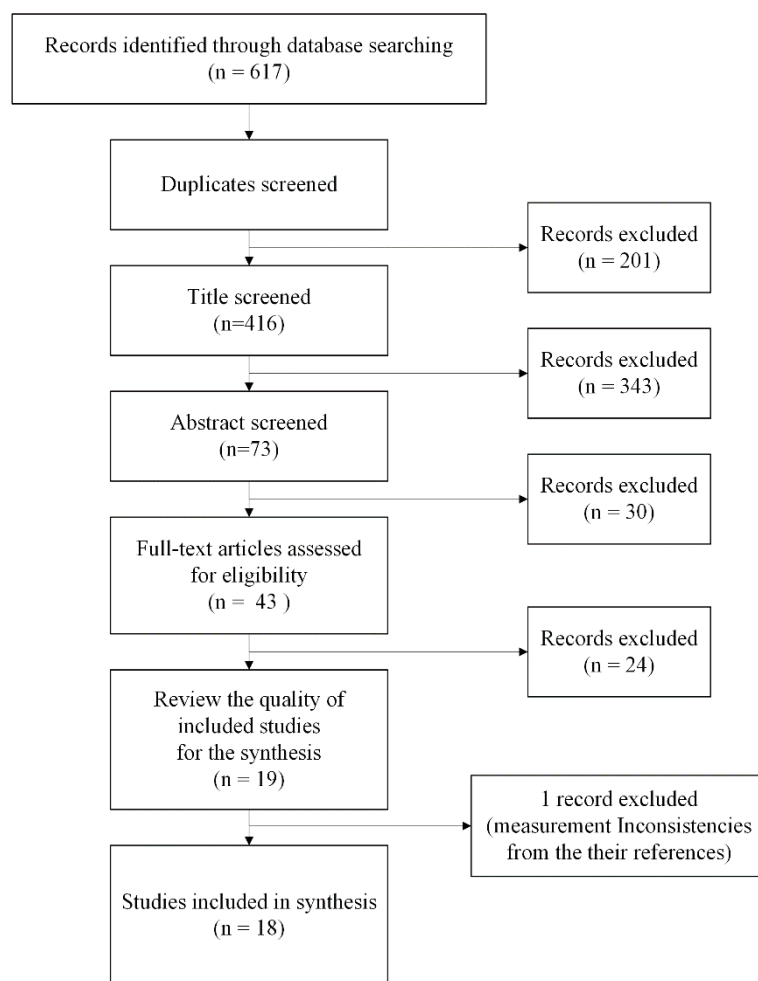 Records identified through database searching
(n = 617)
Duplicates screened
Records excluded
(n = 201)
Title screened
(n=416)
Records excluded
(n = 343)
Abstract screened
(n=73)
Records excluded
(n = 30)
Full-text articles assessed
for eligibility
(n =  43 )
Records excluded
(n = 24)
Review the quality of
included studies
for the synthesis
(n = 19)
1 record excluded
(measurement Inconsistencies
from the their references)
Studies included in synthesis
(n = 18)